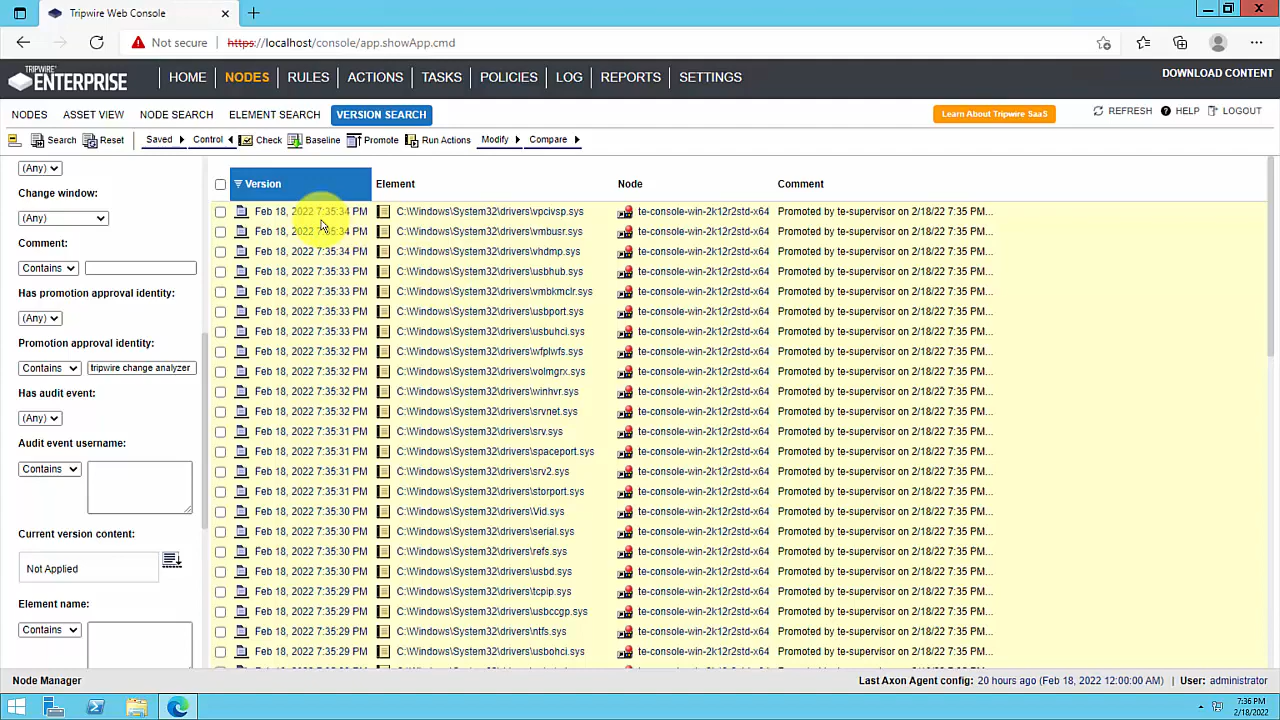 Tripwire Web Console
Not secure https://localhost/console/app.showApp.cmd
TRIPWIRE ENTERPRISE HOME NODES RULES ACTIONS TASKS POLICIES LOG REPORTS SETTINGS DOWNLOAD CONTENT
NODES ASSET VIEW NODE SEARCH ELEMENT SEARCH VERSION SEARCH Learn About Tripwire SaaS REFRESH HELP LOGOUT
Search Reset Saved Control Check Baseline Promote Run Actions Modify Compare
(Any)
Change window:
(Any)
Comment:
Contains
Has promotion approval identity:
(Any)
Promotion approval identity:
Contains tripwire change analyzer
Has audit event:
(Any)
Audit event username:
Contains
Current version content:
Not Applied
Element name:
Contains
Version Element Node Comment
Feb 18, 2022 7:35:34 PM C:\Windows\System32\drivers\vpcivsp.sys te-console-win-2k12r2std-x64 Promoted by te-supervisor on 2/18/22 7:35 PM...
Feb 18, 2022 7:35:34 PM C:\Windows\System32\drivers\vmbusr.sys te-console-win-2k12r2std-x64 Promoted by te-supervisor on 2/18/22 7:35 PM...
Feb 18, 2022 7:35:34 PM C:\Windows\System32\drivers\vhdmp.sys te-console-win-2k12r2std-x64 Promoted by te-supervisor on 2/18/22 7:35 PM...
Feb 18, 2022 7:35:33 PM C:\Windows\System32\drivers\usbhub.sys te-console-win-2k12r2std-x64 Promoted by te-supervisor on 2/18/22 7:35 PM...
Feb 18, 2022 7:35:33 PM C:\Windows\System32\drivers\vmbkmclr.sys te-console-win-2k12r2std-x64 Promoted by te-supervisor on 2/18/22 7:35 PM...
Feb 18, 2022 7:35:33 PM C:\Windows\System32\drivers\usbport.sys te-console-win-2k12r2std-x64 Promoted by te-supervisor on 2/18/22 7:35 PM...
Feb 18, 2022 7:35:33 PM C:\Windows\System32\drivers\usbuhci.sys te-console-win-2k12r2std-x64 Promoted by te-supervisor on 2/18/22 7:35 PM...
Feb 18, 2022 7:35:32 PM C:\Windows\System32\drivers\wfplwfs.sys te-console-win-2k12r2std-x64 Promoted by te-supervisor on 2/18/22 7:35 PM...
Feb 18, 2022 7:35:32 PM C:\Windows\System32\drivers\volmgrx.sys te-console-win-2k12r2std-x64 Promoted by te-supervisor on 2/18/22 7:35 PM...
Feb 18, 2022 7:35:32 PM C:\Windows\System32\drivers\winhvr.sys te-console-win-2k12r2std-x64 Promoted by te-supervisor on 2/18/22 7:35 PM...
Feb 18, 2022 7:35:32 PM C:\Windows\System32\drivers\srvnet.sys te-console-win-2k12r2std-x64 Promoted by te-supervisor on 2/18/22 7:35 PM...
Feb 18, 2022 7:35:32 PM C:\Windows\System32\drivers\srv.sys te-console-win-2k12r2std-x64 Promoted by te-supervisor on 2/18/22 7:35 PM...
Feb 18, 2022 7:35:31 PM C:\Windows\System32\drivers\spaceport.sys te-console-win-2k12r2std-x64 Promoted by te-supervisor on 2/18/22 7:35 PM...
Feb 18, 2022 7:35:31 PM C:\Windows\System32\drivers\srv2.sys te-console-win-2k12r2std-x64 Promoted by te-supervisor on 2/18/22 7:35 PM...
Feb 18, 2022 7:35:31 PM C:\Windows\System32\drivers\storport.sys te-console-win-2k12r2std-x64 Promoted by te-supervisor on 2/18/22 7:35 PM...
Feb 18, 2022 7:35:30 PM C:\Windows\System32\drivers\Vid.sys te-console-win-2k12r2std-x64 Promoted by te-supervisor on 2/18/22 7:35 PM...
Feb 18, 2022 7:35:30 PM C:\Windows\System32\drivers\serial.sys te-console-win-2k12r2std-x64 Promoted by te-supervisor on 2/18/22 7:35 PM...
Feb 18, 2022 7:35:30 PM C:\Windows\System32\drivers\refs.sys te-console-win-2k12r2std-x64 Promoted by te-supervisor on 2/18/22 7:35 PM...
Feb 18, 2022 7:35:30 PM C:\Windows\System32\drivers\usbd.sys te-console-win-2k12r2std-x64 Promoted by te-supervisor on 2/18/22 7:35 PM...
Feb 18, 2022 7:35:29 PM C:\Windows\System32\drivers\tcpip.sys te-console-win-2k12r2std-x64 Promoted by te-supervisor on 2/18/22 7:35 PM...
Feb 18, 2022 7:35:29 PM C:\Windows\System32\drivers\usbccgp.sys te-console-win-2k12r2std-x64 Promoted by te-supervisor on 2/18/22 7:35 PM...
Feb 18, 2022 7:35:29 PM C:\Windows\System32\drivers\ntfs.sys te-console-win-2k12r2std-x64 Promoted by te-supervisor on 2/18/22 7:35 PM...
Feb 18, 2022 7:35:29 PM C:\Windows\System32\drivers\usbohci.sys te-console-win-2k12r2std-x64 Promoted by te-supervisor on 2/18/22 7:35 PM...
Node Manager Last Axon Agent config: 20 hours ago (Feb 18, 2022 12:00:00 AM) User: administrator
7:36 PM
2/18/2022